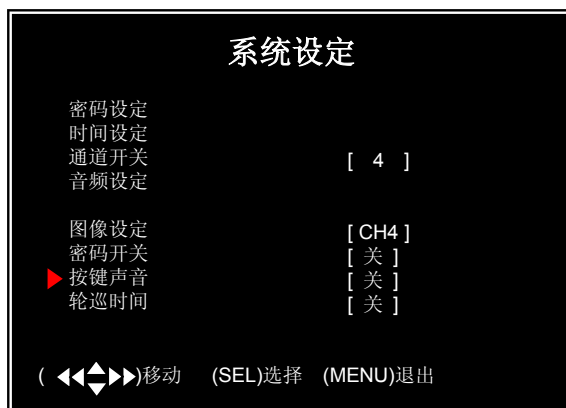 系统设定
密码设定
时间设定
通道开关 [ 4 ]
音频设定
图像设定 [ CH4 ]
密码开关 [ 关 ]
按键声音 [ 关 ]
轮巡时间 [ 关 ]
( )移动 (SEL)选择 (MENU)退出